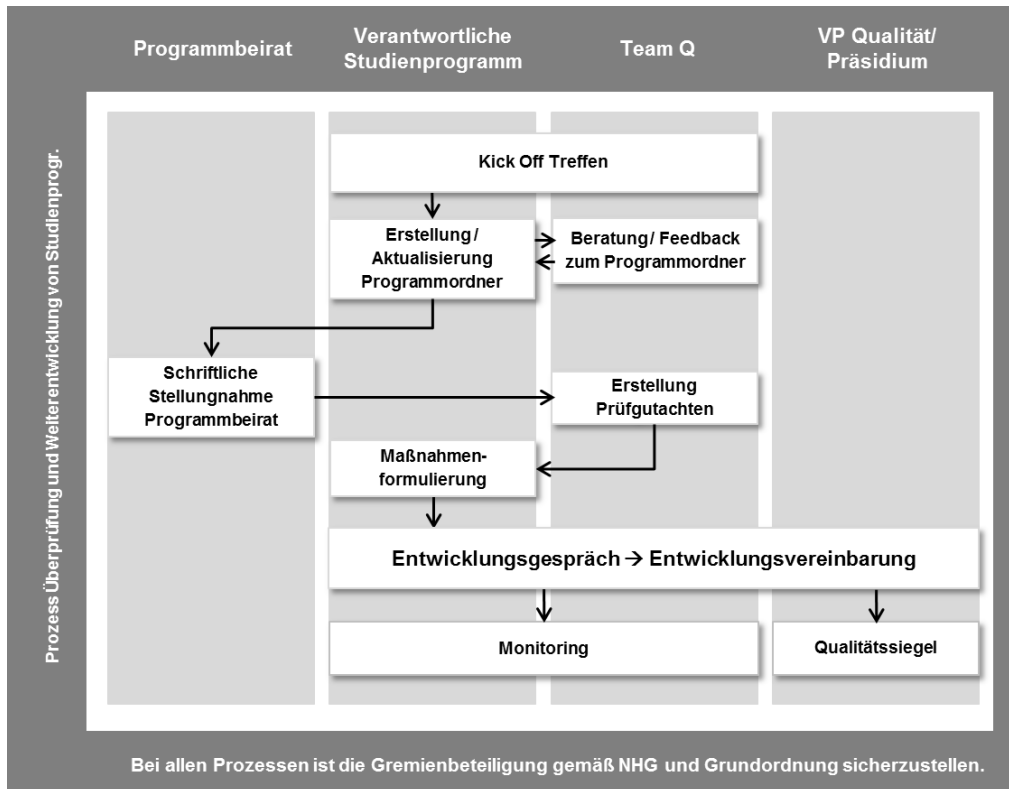 Programmbeirat
Verantwortliche
Studienprogramm
Team Q
VP Qualität/
Präsidium
Prozess Überprüfung und Weiterentwicklung von Studienprogr.
Kick Off Treffen
Erstellung /
Aktualisierung
Programmordner
Beratung / Feedback
zum Programmordner
Schriftliche
Stellungnahme
Programmbeirat
Erstellung
Prüfgutachten
Maßnahmen-
formulierung
Entwicklungsgespräch → Entwicklungsvereinbarung
Monitoring
Qualitätssiegel
Bei allen Prozessen ist die Gremienbeteiligung gemäß NHG und Grundordnung sicherzustellen.